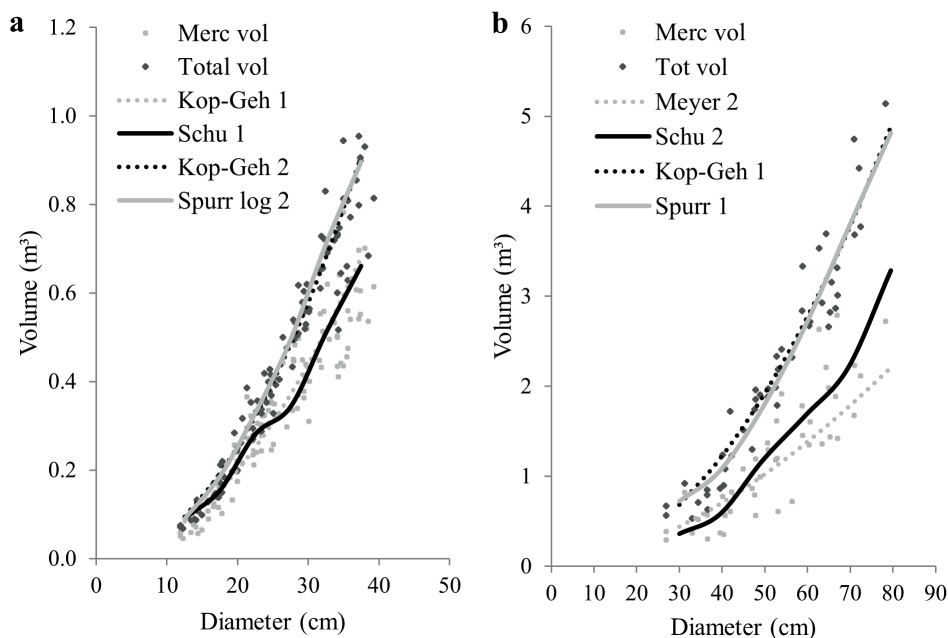 a
Merc vol
Total vol
Kop-Geh 1
Schu 1
Kop-Geh 2
Spurr log 2
1.2
1.0
0.8
0.6
0.4
0.2
0.0
Volume (m³)
0 10 20 30 40 50
Diameter (cm)
b
Merc vol
Tot vol
Meyer 2
Schu 2
Kop-Geh 1
Spurr 1
6
5
4
3
2
1
0
Volume (m³)
0 10 20 30 40 50 60 70 80 90
Diameter (cm)